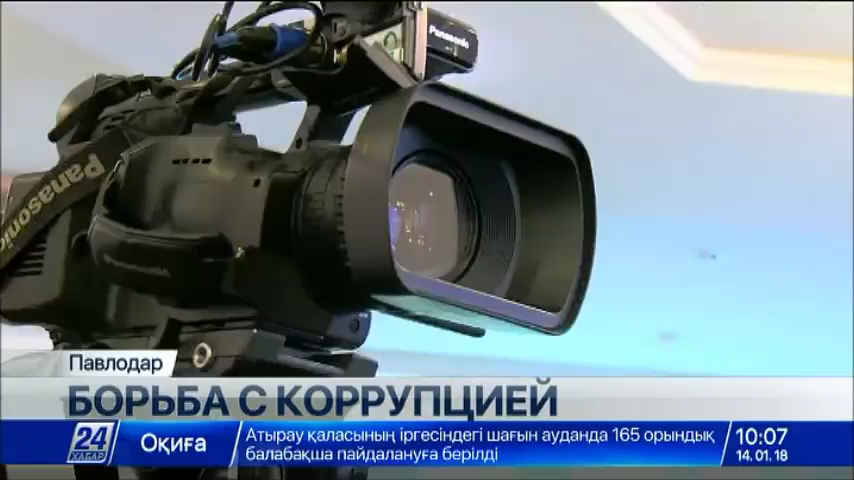 Panasonic
Panasonic
Павлодар
БОРЬБА С КОРРУПЦИЕЙ
24
ХАБАР
Оқиға
Атырау қаласының іргесіндегі шағын ауданда 165 орындық
балабақша пайдалануға берілді
10:07
14.01.18